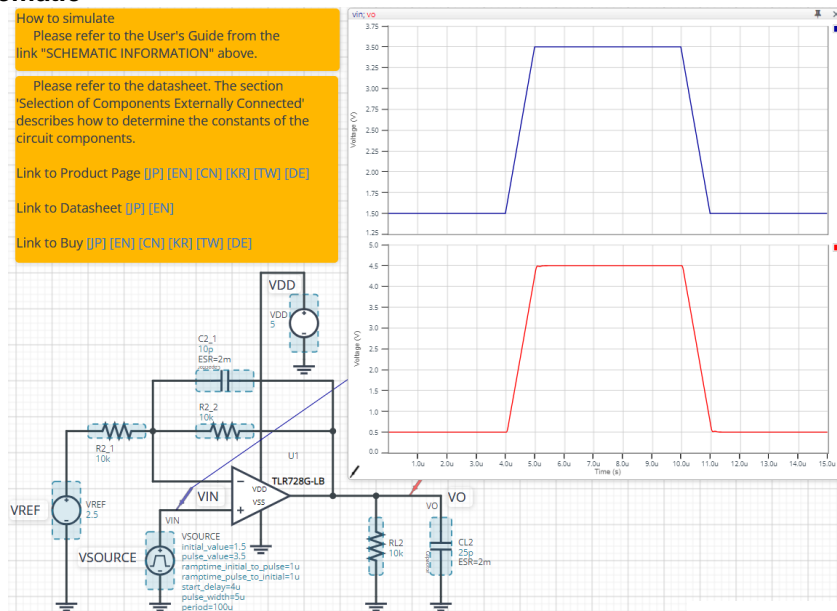 How to simulate
Please refer to the User's Guide from the
link "SCHEMATIC INFORMATION" above.
Please refer to the datasheet. The section
'Selection of Components Externally Connected'
describes how to determine the constants of the
circuit components.
Link to Product Page [JP] [EN] [CN] [KR] [TW] [DE]
Link to Datasheet [JP] [EN]
Link to Buy [JP] [EN] [CN] [KR] [TW] [DE]
vin; vo
3.75
3.50
3.25
3.00
2.75
2.50
2.25
2.00
1.75
1.50
1.25
Voltage (V)
5.0
4.5
4.0
3.5
3.0
2.5
2.0
1.5
1.0
0.5
0.0
Voltage (V)
1.0u 2.0u 3.0u 4.0u 5.0u 6.0u 7.0u 8.0u 9.0u 10.0u 11.0u 12.0u 13.0u 14.0u 15.0u
Time (s)
VDD
VDD
5
C2_1
10p
ESR=2m
R2_2
10k
R2_1
10k
U1
TLR728G-LB
VDD
VSS
VIN
VIN
VREF
VREF
2.5
VSOURCE
VSOURCE
initial_value=1.5
pulse_value=3.5
ramptime_initial_to_pulse=1u
ramptime_pulse_to_initial=1u
start_delay=4u
pulse_width=5u
period=100u
VO
VO
RL2
10k
CL2
25p
ESR=2m